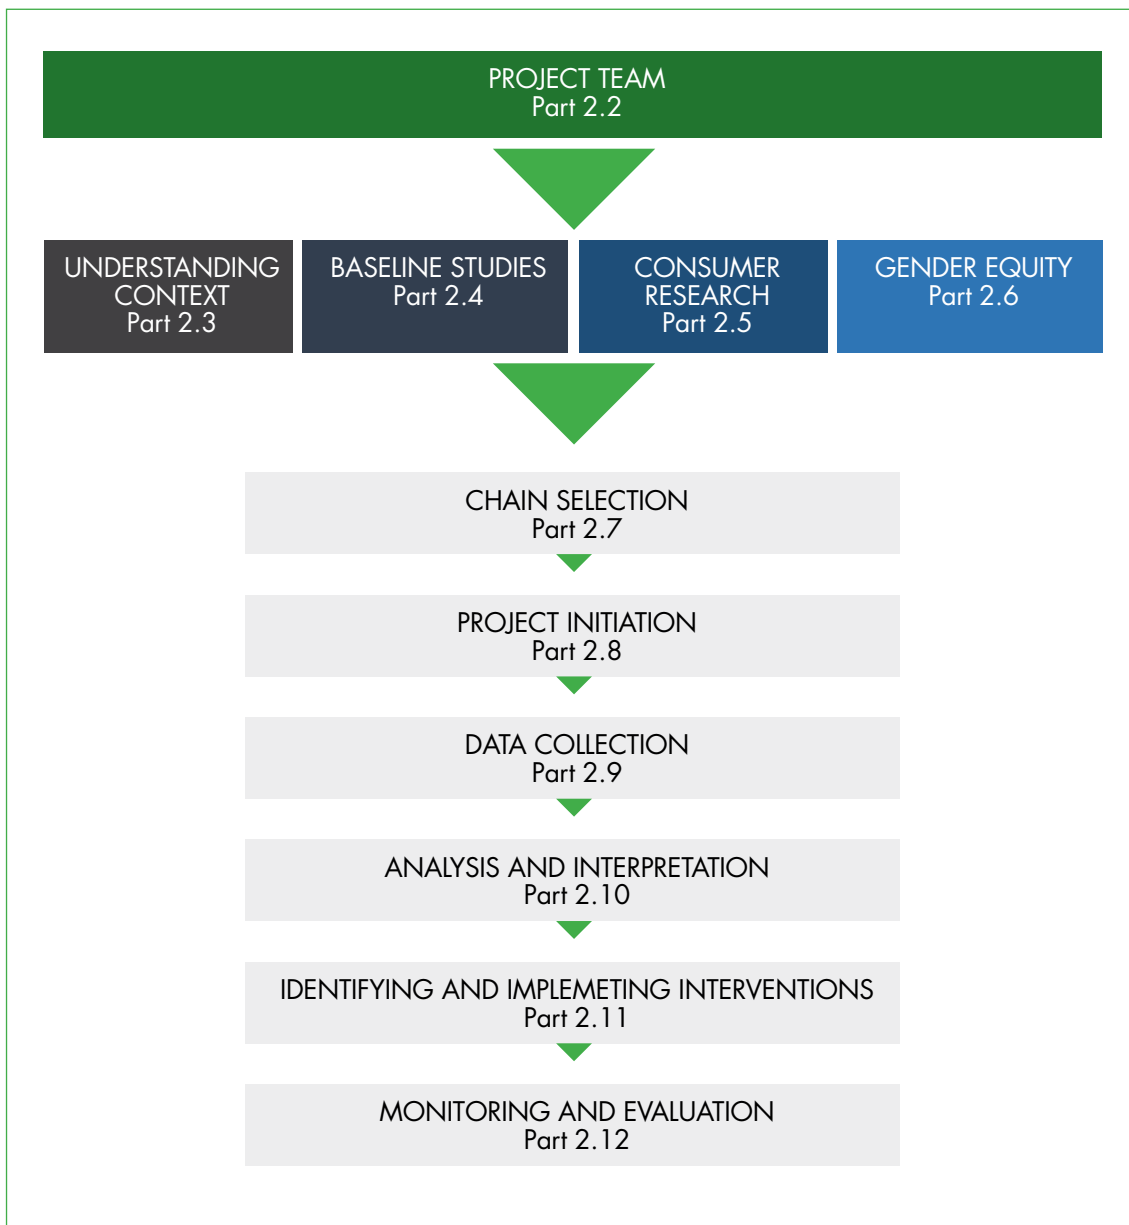 PROJECT TEAM
Part 2.2
UNDERSTANDING
CONTEXT
Part 2.3
BASELINE STUDIES
Part 2.4
CONSUMER
RESEARCH
Part 2.5
GENDER EQUITY
Part 2.6
CHAIN SELECTION
Part 2.7
PROJECT INITIATION
Part 2.8
DATA COLLECTION
Part 2.9
ANALYSIS AND INTERPRETATION
Part 2.10
IDENTIFYING AND IMPLEMETING INTERVENTIONS
Part 2.11
MONITORING AND EVALUATION
Part 2.12